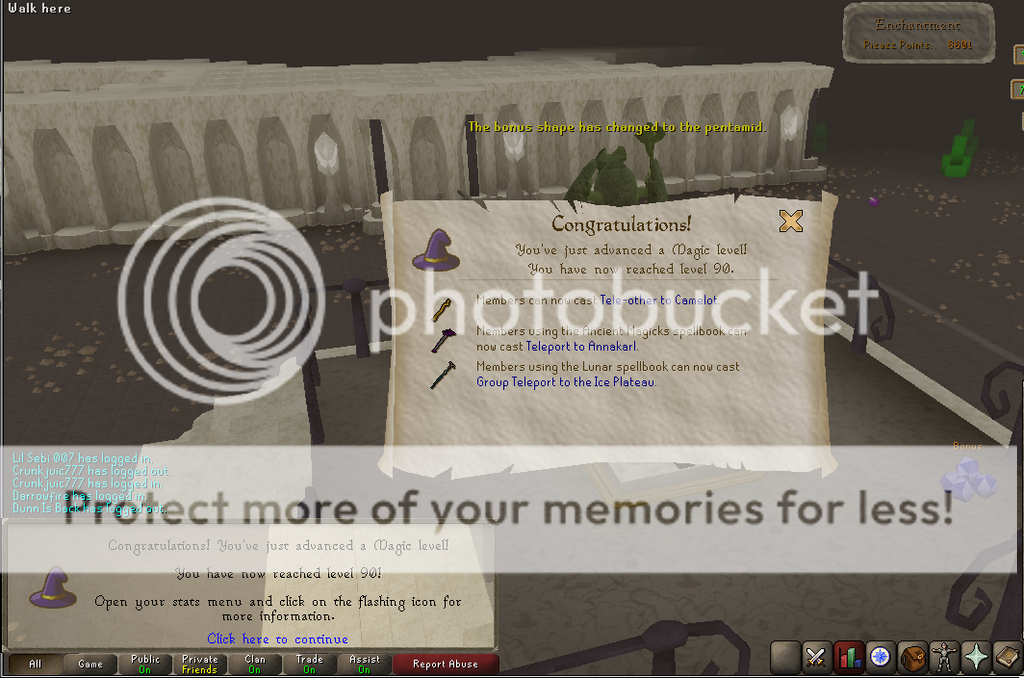 Walk here
Enchantment
Pizazz Points:
The bonus shape has changed to the pentamid.
Congratulations!
You've just advanced a Magic level!
You have now reached level 90.
Members can now cast Tele-other to Camelot.
Members using the Ancient Magicks spellbook can
now cast Teleport to Annakarl.
Members using the Lunar spellbook can now cast
Group Teleport to the Ice Plateau.
photobucket
Bonus
Lil Sebi 007 has logged in.
Crunkjuic777 has logged out.
Crunkjuic777 has logged in.
Darrowfire has logged in.
Dunn Is Back has logged out.
Protect more of your memories for less!
Congratulations! You've just advanced a Magic level!
You have now reached level 90!
Open your stats menu and click on the flashing icon for
more information.
Click here to continue
All
Game
Public
On
Private
Friends
Clan
On
Trade
On
Assist
On
Report Abuse